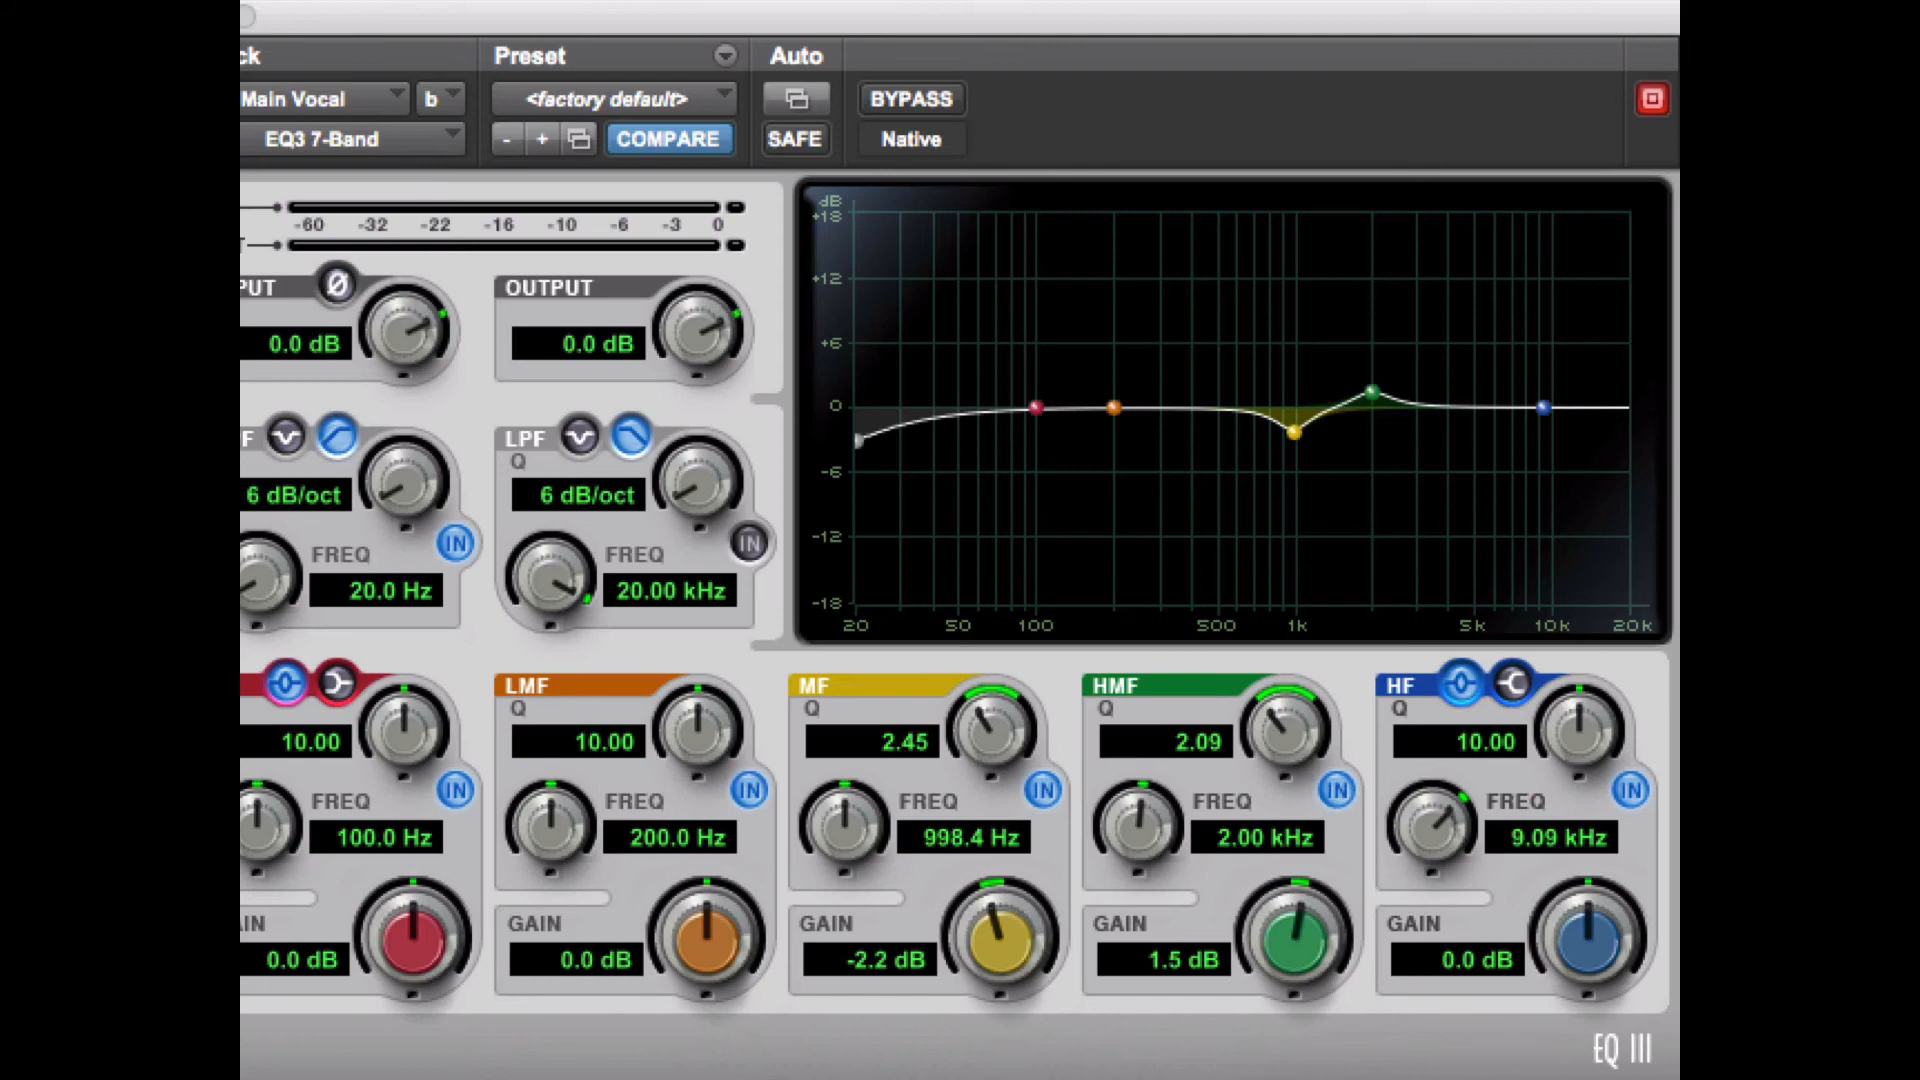 ck
Preset
Auto
Main Vocal
b
<factory default>
BYPASS
EQ3 7-Band
-
+
COMPARE
SAFE
Native
-60 -32 -22 -16 -10 -6 -3 0
PUT
Ø
0.0 dB
OUTPUT
0.0 dB
F
6 dB/oct
IN
FREQ
20.0 Hz
LPF
Q
6 dB/oct
IN
FREQ
20.00 kHz
dB
+18
+12
+6
0
-6
-12
-18
20 50 100 500 1k 5k 10k 20k
10.00
IN
FREQ
100.0 Hz
AIN
0.0 dB
LMF
Q
10.00
IN
FREQ
200.0 Hz
GAIN
0.0 dB
MF
Q
2.45
IN
FREQ
998.4 Hz
GAIN
-2.2 dB
HMF
Q
2.09
IN
FREQ
2.00 kHz
GAIN
1.5 dB
HF
Q
10.00
IN
FREQ
9.09 kHz
GAIN
0.0 dB
EQ III